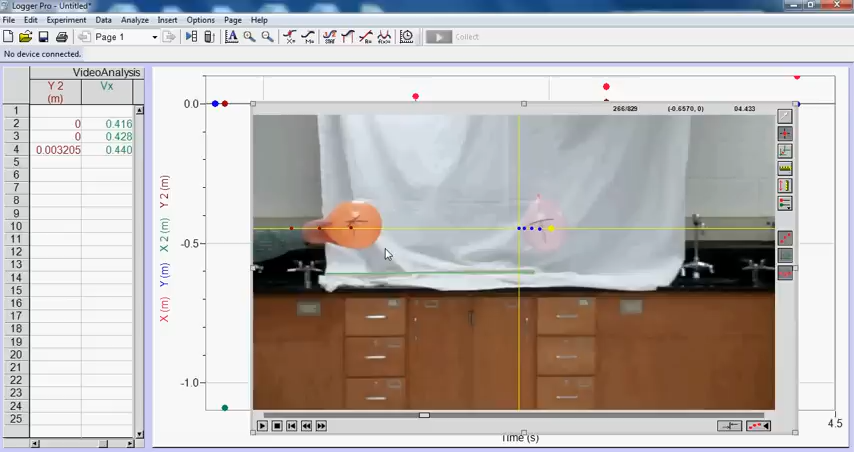 Logger Pro - Untitled*
File Edit Experiment Data Analyze Insert Options Page Help
Page 1
Collect
No device connected.
VideoAnalysis
Y 2
(m)
Vx
1
2 0 0.416
3 0 0.428
4 0.003205 0.440
5
6
7
8
9
10
11
12
13
14
15
16
17
18
19
20
21
22
23
24
25
X (m) Y (m) X 2 (m) Y 2 (m)
0.0
-0.5
-1.0
266/829 (-0.6570, 0) 04.433
4.5
Time (s)